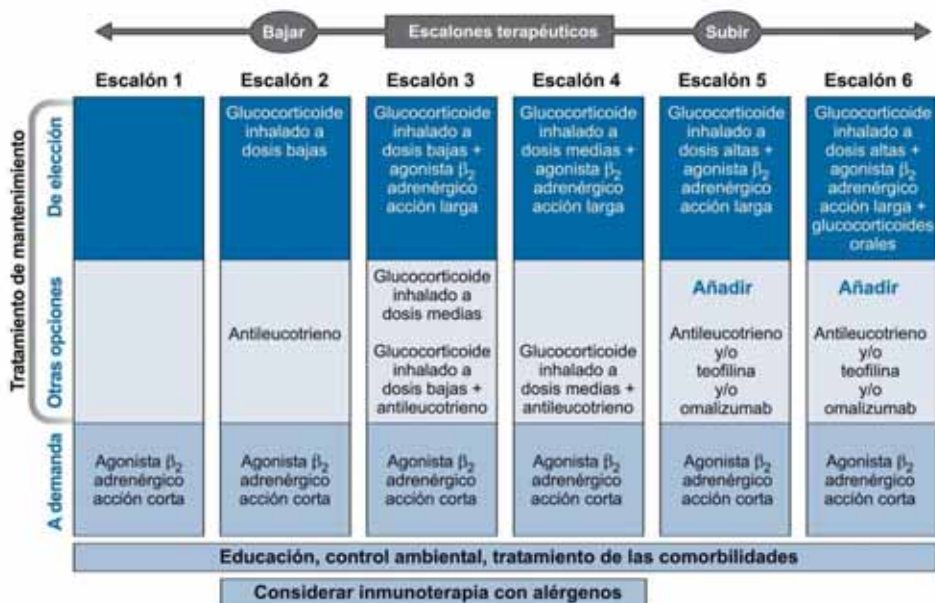 Bajar
Escalones terapéuticos
Subir
Escalón 1
Escalón 2
Escalón 3
Escalón 4
Escalón 5
Escalón 6
Tratamiento de mantenimiento
De elección
Glucocorticoide
inhalado a
dosis bajas
Glucocorticoide
inhalado a
dosis bajas +
agonista β2
adrenérgico
acción larga
Glucocorticoide
inhalado a
dosis medias +
agonista β2
adrenérgico
acción larga
Glucocorticoide
inhalado a
dosis altas +
agonista β2
adrenérgico
acción larga
Glucocorticoide
inhalado a
dosis altas +
agonista β2
adrenérgico
acción larga +
glucocorticoides
orales
Otras opciones
Antileucotrieno
Glucocorticoide
inhalado a
dosis medias
Glucocorticoide
inhalado a
dosis bajas +
antileucotrieno
Glucocorticoide
inhalado a
dosis medias +
antileucotrieno
Añadir
Antileucotrieno
y/o
teofilina
y/o
omalizumab
Añadir
Antileucotrieno
y/o
teofilina
y/o
omalizumab
A demanda
Agonista β2
adrenérgico
acción corta
Agonista β2
adrenérgico
acción corta
Agonista β2
adrenérgico
acción corta
Agonista β2
adrenérgico
acción corta
Agonista β2
adrenérgico
acción corta
Agonista β2
adrenérgico
acción corta
Educación, control ambiental, tratamiento de las comorbilidades
Considerar inmunoterapia con alérgenos